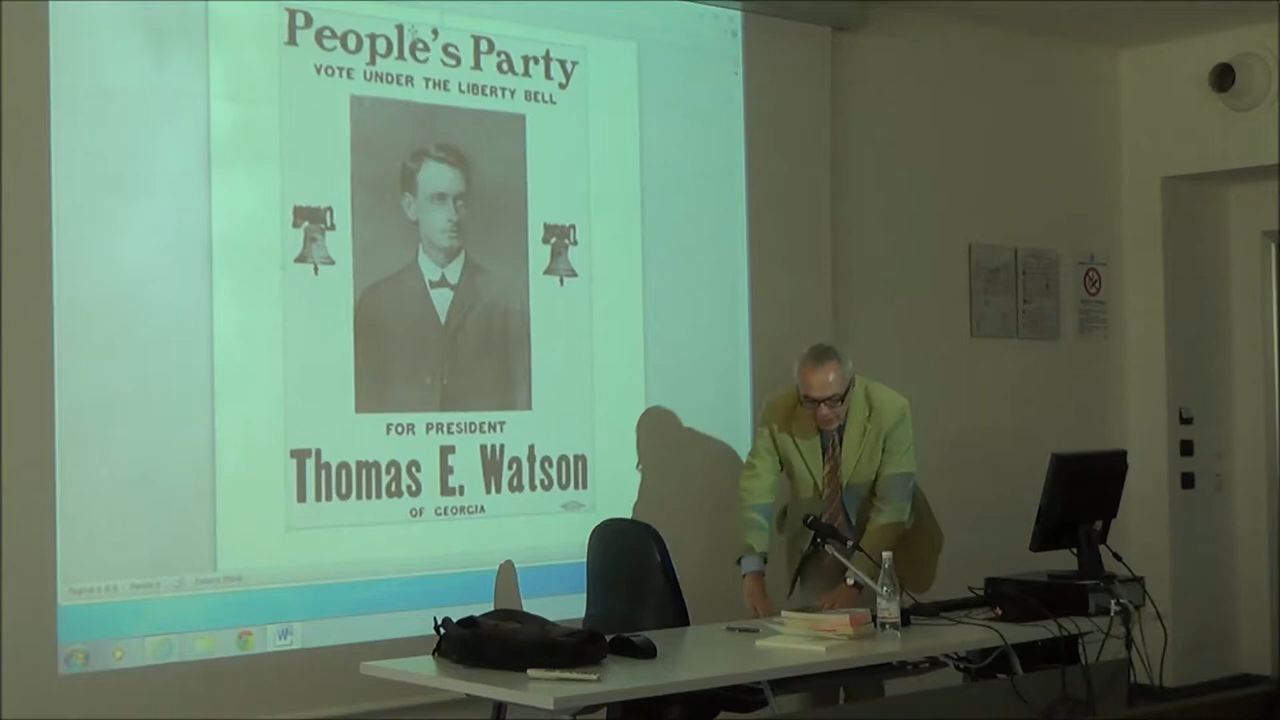 People's Party
VOTE UNDER THE LIBERTY BELL
FOR PRESIDENT
Thomas E. Watson
OF GEORGIA